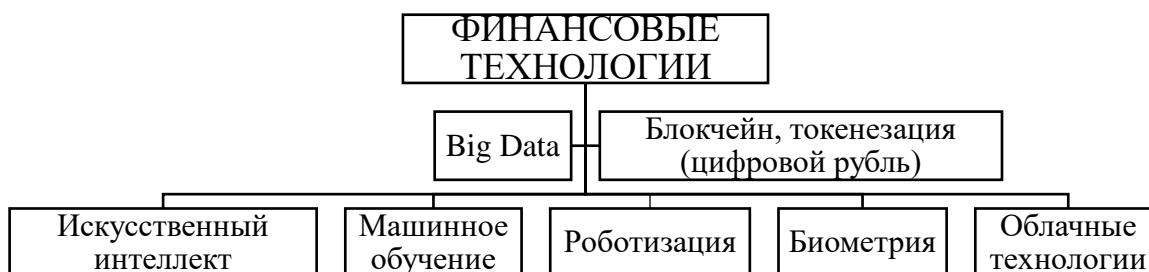 ФИНАНСОВЫЕ
ТЕХНОЛОГИИ
Big Data
Блокчейн, токенезация
(цифровой рубль)
Искусственный
интеллект
Машинное
обучение
Роботизация
Биометрия
Облачные
технологии